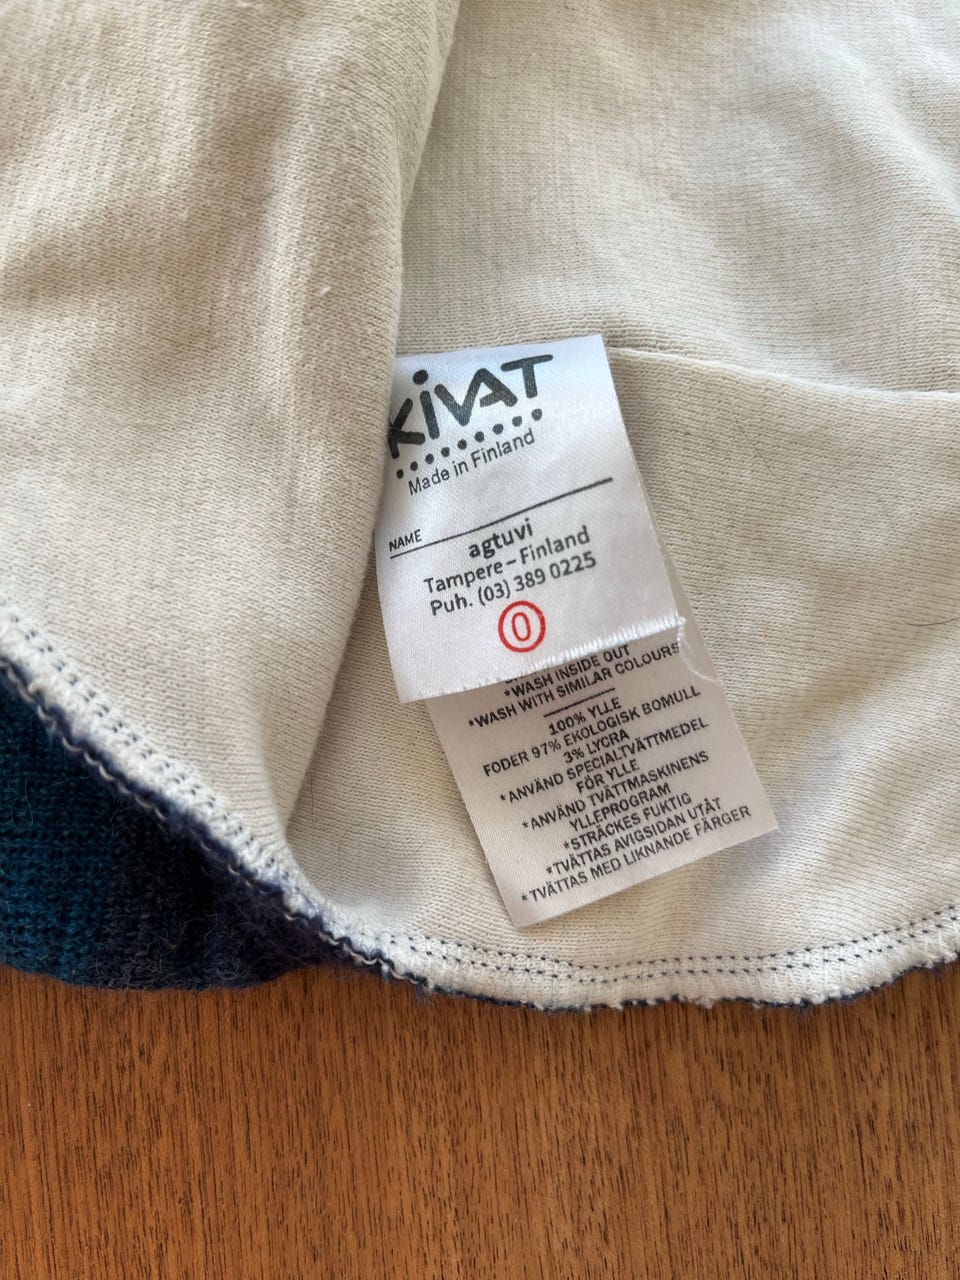 KIVAT
Made in Finland
NAME
agtuvi
Tampere–Finland
Puh. (03) 389 0225
0
*WASH INSIDE OUT
*WASH WITH SIMILAR COLOURS
100% YLLE
FODER 97% EKOLOGISK BOMULL
3% LYCRA
*ANVÄND SPECIALTVÄTTMEDEL
FÖR YLLE
*ANVÄND TVÄTTMASKINENS
YLLEPROGRAM
*STRÄCKES FUKTIG
*TVÄTTAS AVIGSIDAN UTÅT
*TVÄTTAS MED LIKNANDE FÄRGER